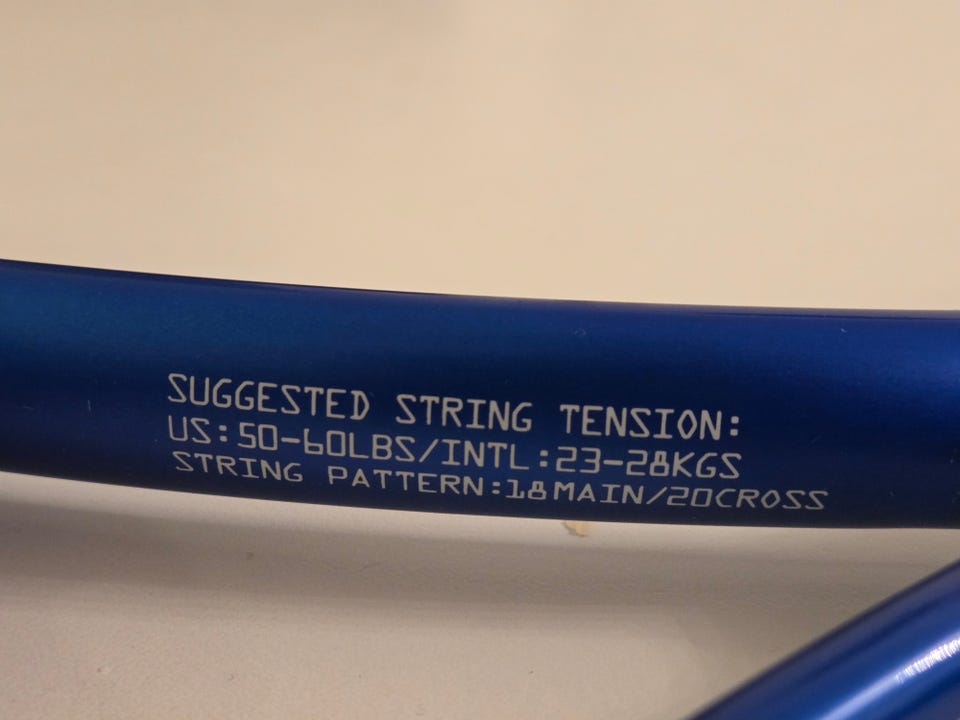 SUGGESTED STRING TENSION:
US:50-60LBS/INTL:23-28KGS
STRING PATTERN:18MAIN/20CROSS